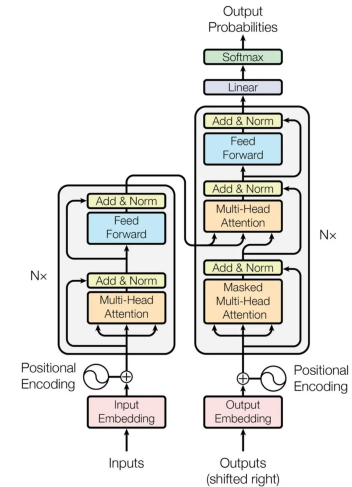 Output
Probabilities
Softmax
Linear
Add & Norm
Feed
Forward
Add & Norm
Multi-Head
Attention
Add & Norm
Masked
Multi-Head
Attention
Nx
Add & Norm
Feed
Forward
Add & Norm
Multi-Head
Attention
Nx
Positional
Encoding
Positional
Encoding
Input
Embedding
Output
Embedding
Inputs
Outputs
(shifted right)